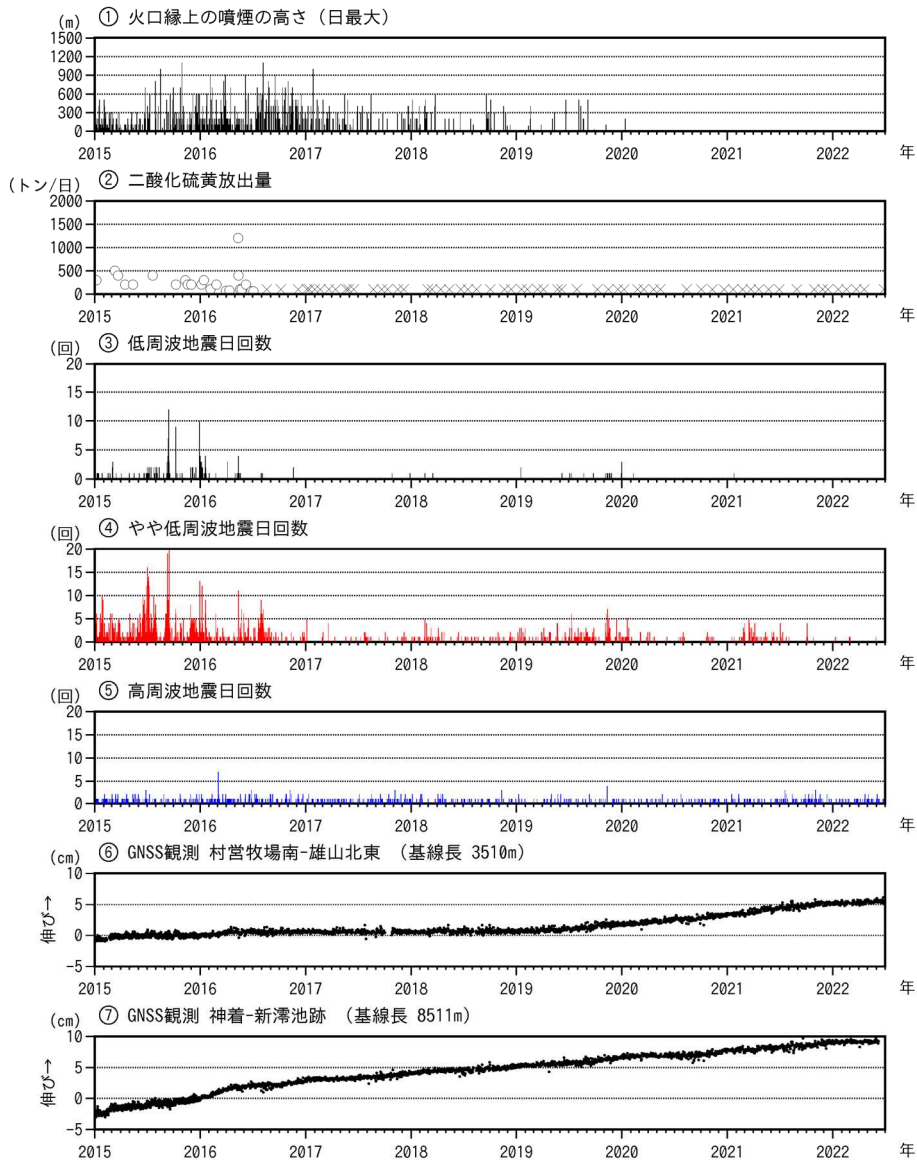 ① 火口縁上の噴煙の高さ（日最大）
(m)
1500
1200
900
600
300
0
2015 2016 2017 2018 2019 2020 2021 2022 年
② 二酸化硫黄放出量
(トン/日)
2000
1500
1000
500
0
2015 2016 2017 2018 2019 2020 2021 2022 年
③ 低周波地震日回数
(回)
20
15
10
5
0
2015 2016 2017 2018 2019 2020 2021 2022 年
④ やや低周波地震日回数
(回)
20
15
10
5
0
2015 2016 2017 2018 2019 2020 2021 2022 年
⑤ 高周波地震日回数
(回)
20
15
10
5
0
2015 2016 2017 2018 2019 2020 2021 2022 年
⑥ GNSS観測 村営牧場南-雄山北東 （基線長 3510m）
(cm)
10
5
0
-5
伸び→
2015 2016 2017 2018 2019 2020 2021 2022 年
⑦ GNSS観測 神着-新澪池跡 （基線長 8511m）
(cm)
10
5
0
-5
伸び→
2015 2016 2017 2018 2019 2020 2021 2022 年